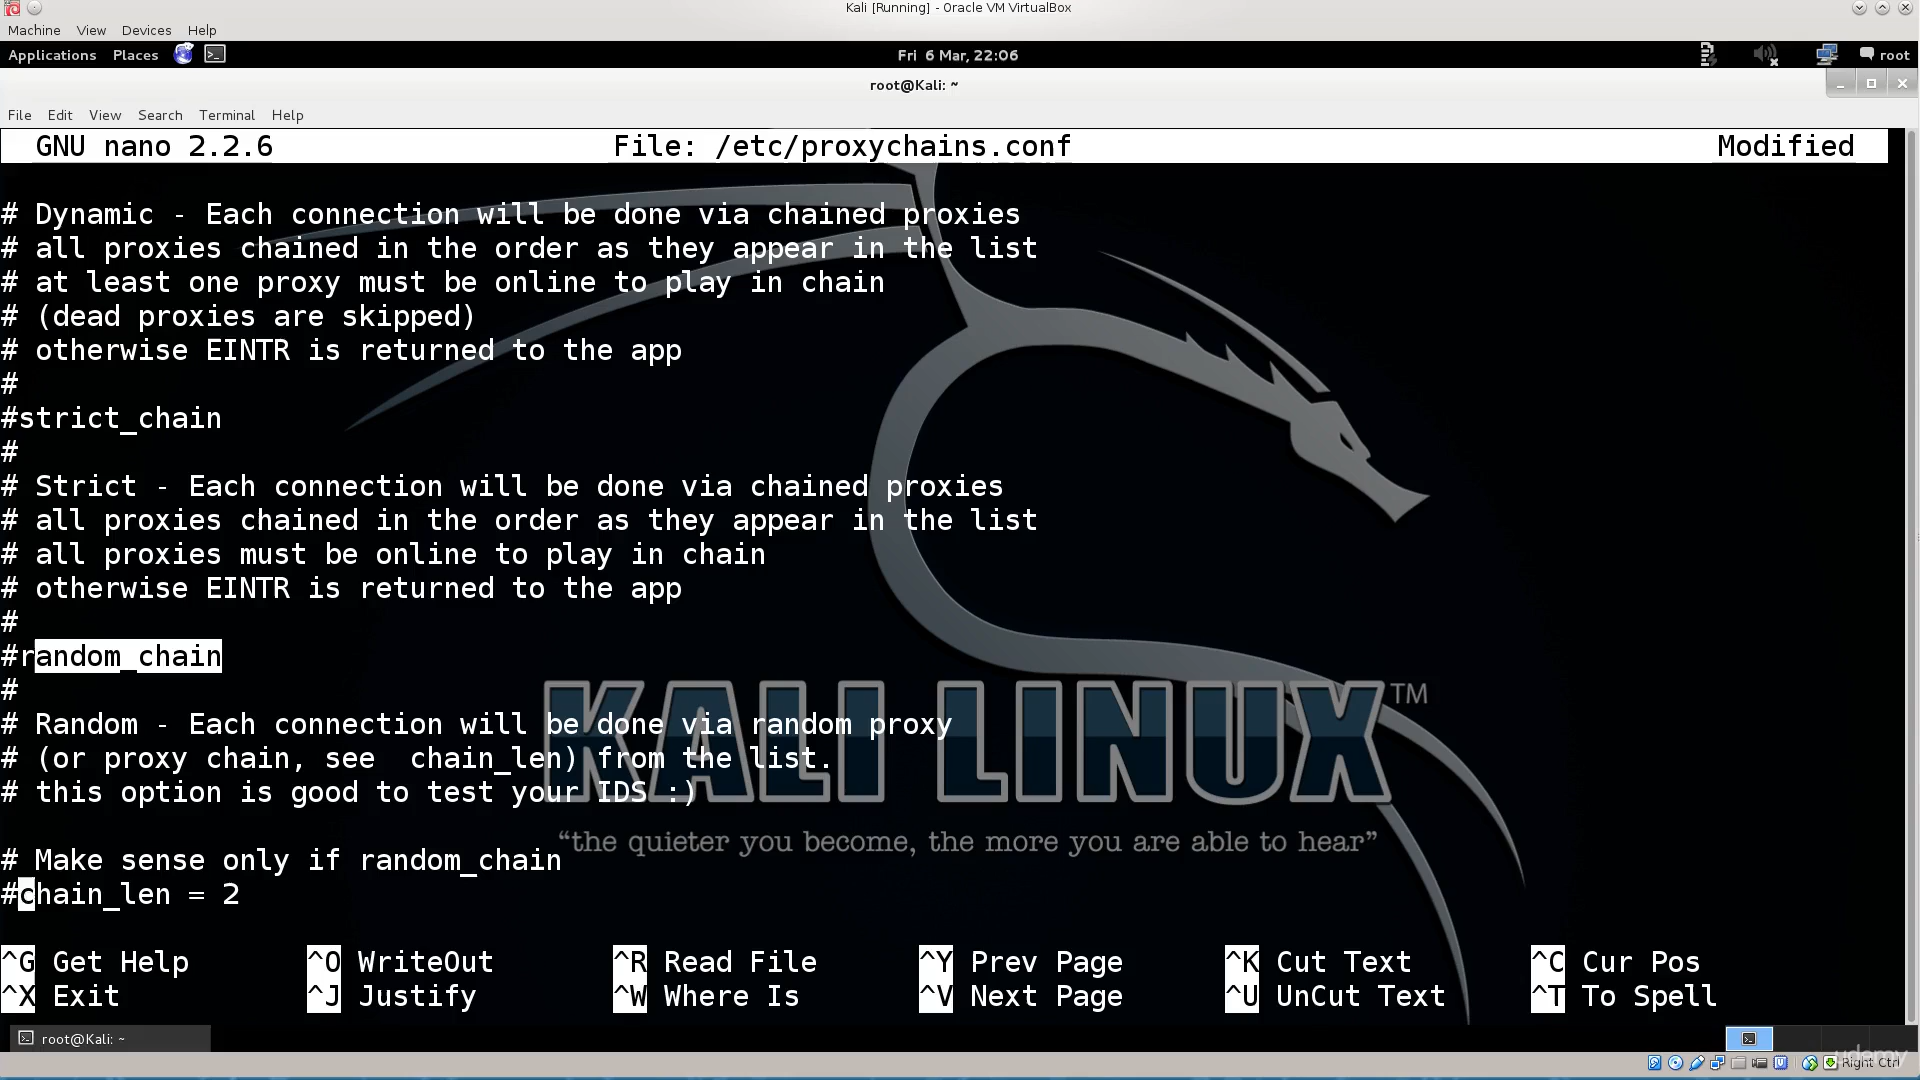 Kali [Running] - Oracle VM VirtualBox
Machine View Devices Help
Applications Places Fri 6 Mar, 22:06 root
root@Kali: ~
File Edit View Search Terminal Help
GNU nano 2.2.6 File: /etc/proxychains.conf Modified
# Dynamic - Each connection will be done via chained proxies
# all proxies chained in the order as they appear in the list
# at least one proxy must be online to play in chain
# (dead proxies are skipped)
# otherwise EINTR is returned to the app
#
#strict_chain
#
# Strict - Each connection will be done via chained proxies
# all proxies chained in the order as they appear in the list
# all proxies must be online to play in chain
# otherwise EINTR is returned to the app
#
#random_chain
#
# Random - Each connection will be done via random proxy
# (or proxy chain, see  chain_len) from the list.
# this option is good to test your IDS :)
KALI LINUX™
“the quieter you become, the more you are able to hear”
# Make sense only if random_chain
#chain_len = 2
^G Get Help ^O WriteOut ^R Read File ^Y Prev Page ^K Cut Text ^C Cur Pos
^X Exit ^J Justify ^W Where Is ^V Next Page ^U UnCut Text ^T To Spell
root@Kali: ~
udemy
Right Ctrl